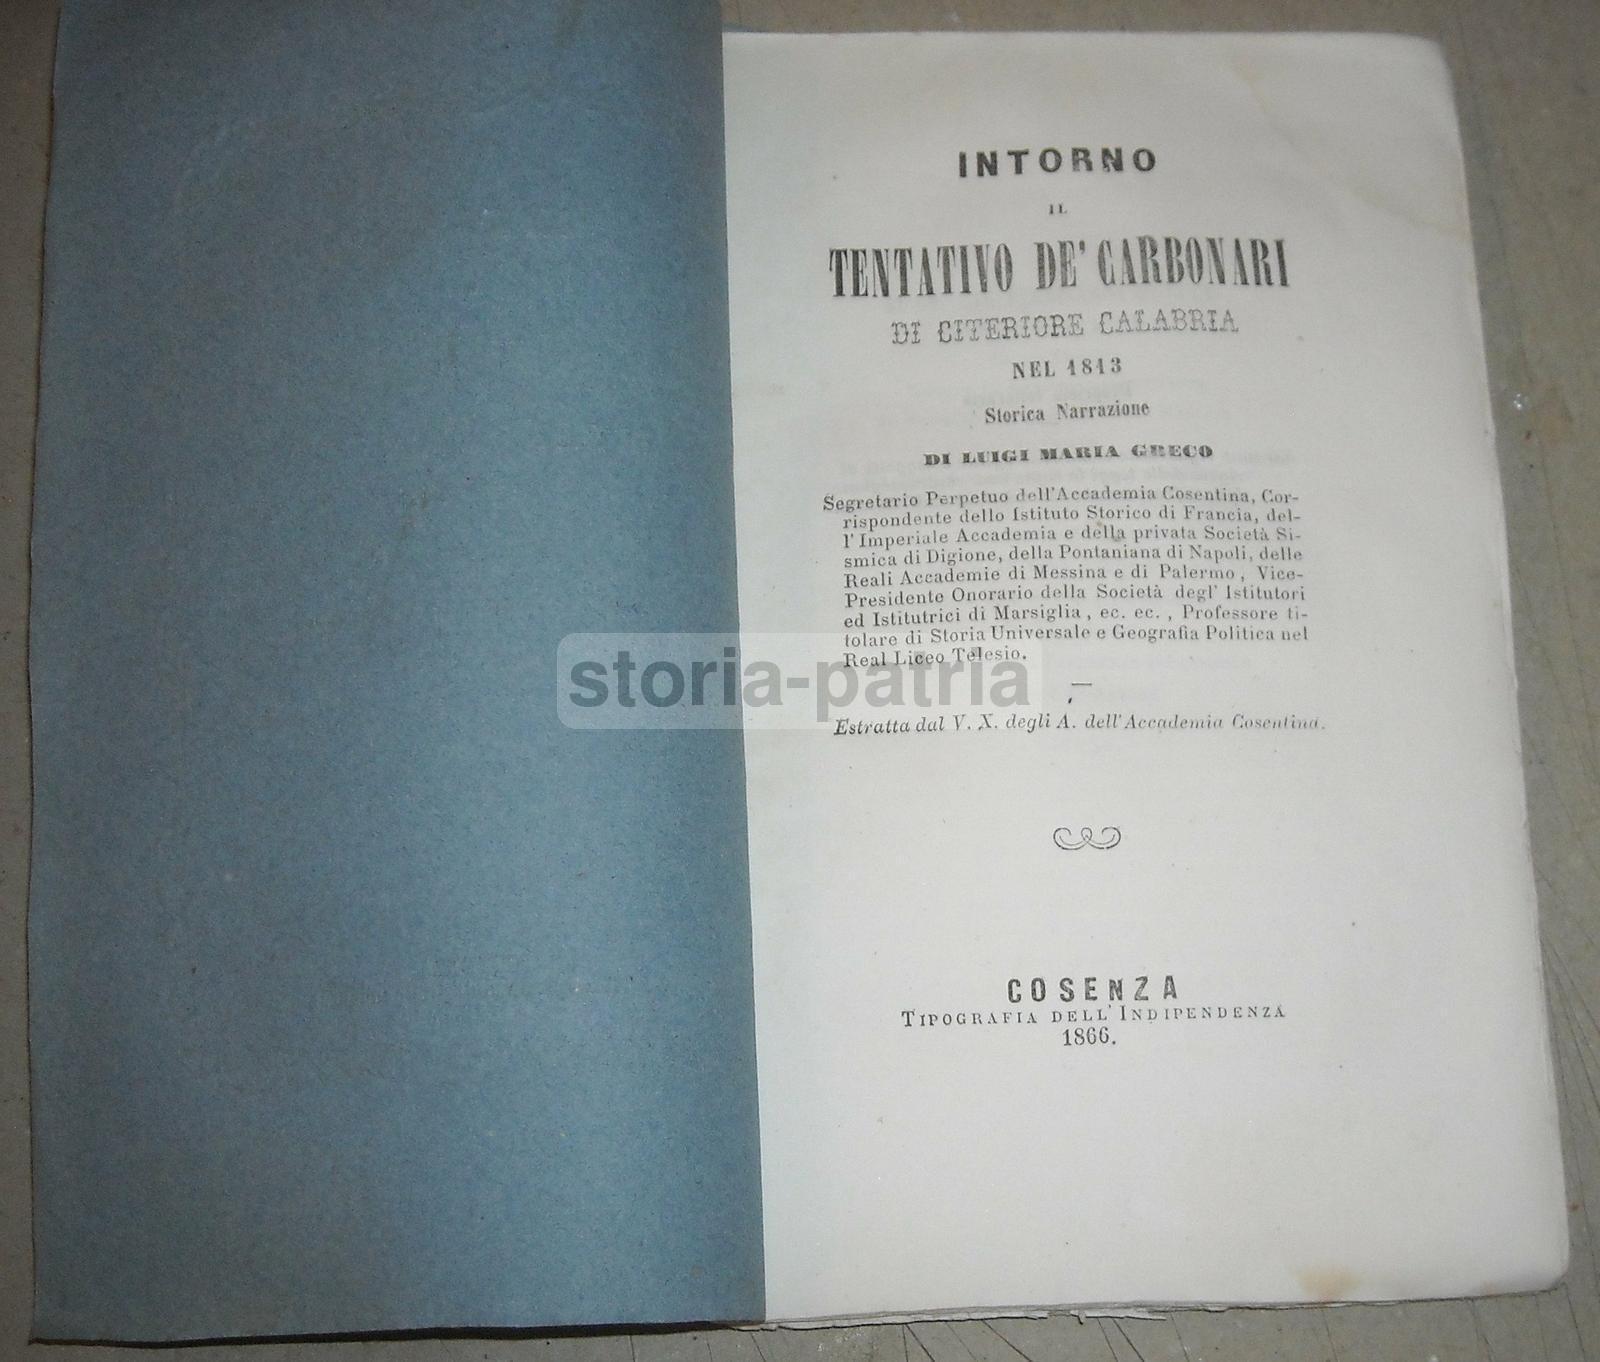 INTORNO
IL
TENTATIVO DE' CARBONARI
DI CITERIORE CALABRIA
NEL 1813
Storica Narrazione
DI LUIGI MARIA GRECO
Segretario Perpetuo dell'Accademia Cosentina, Cor-
rispondente dello Istituto Storico di Francia, del-
l'Imperiale Accademia e della privata Società Si-
smica di Digione, della Pontaniana di Napoli, delle
Reali Accademie di Messina e di Palermo, Vice-
Presidente Onorario della Società degl'Istitutori
ed Istitutrici di Marsiglia, ec. ec., Professore ti-
tolare di Storia Universale e Geografia Politica nel
Real Liceo Telesio.
storia-patria
Estratta dal V. X. degli A. dell'Accademia Cosentina.
COSENZA
TIPOGRAFIA DELL'INDIPENDENZA
1866.